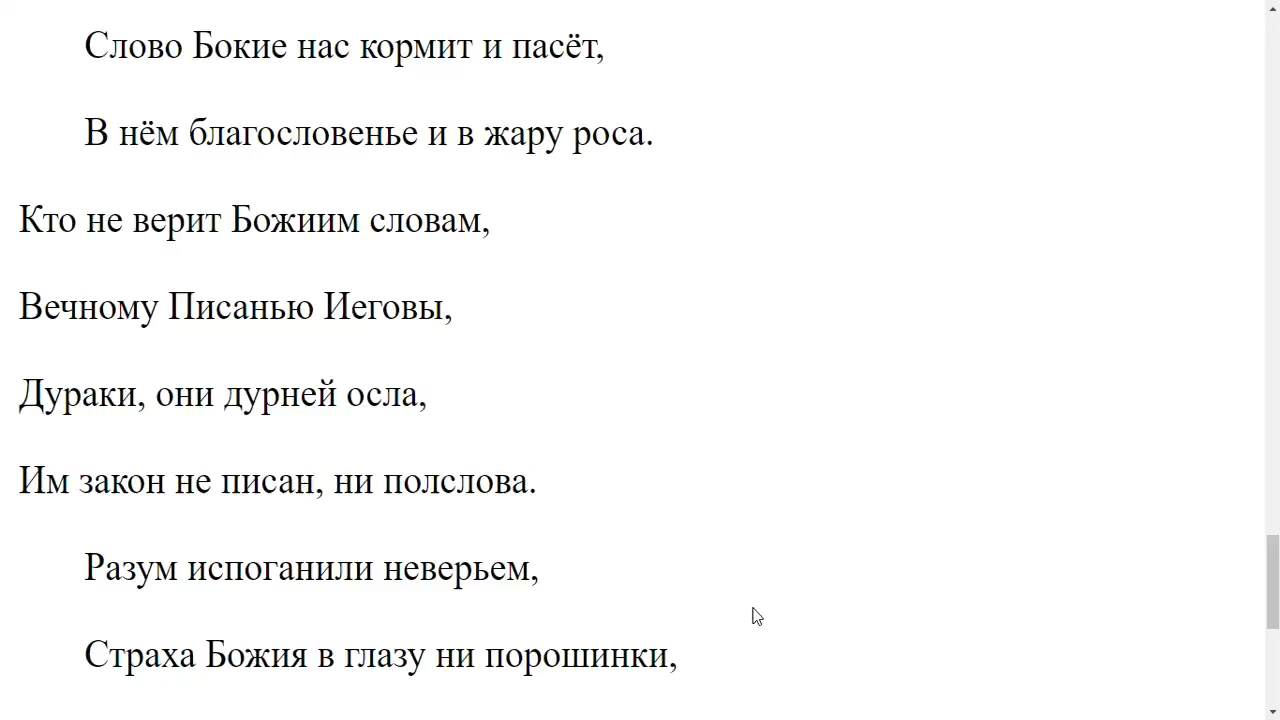 Слово Бокие нас кормит и пасёт,
В нём благословенье и в жару роса.
Кто не верит Божиим словам,
Вечному Писанью Иеговы,
Дураки, они дурней осла,
Им закон не писан, ни полслова.
Разум испоганили неверьем,
Страха Божия в глазу ни порошинки,